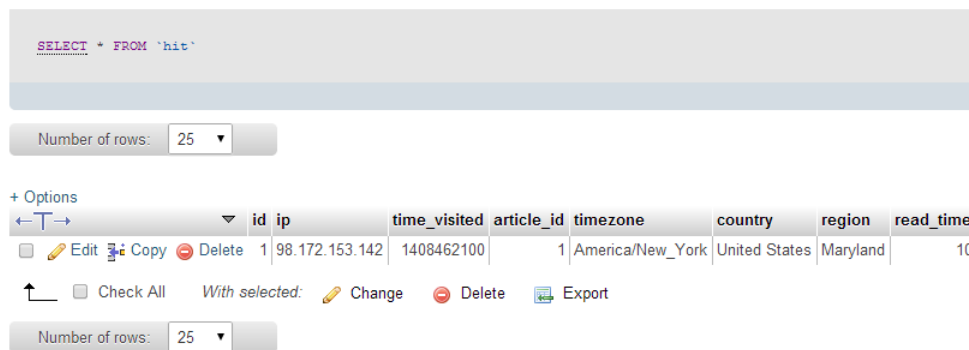 SELECT * FROM `hit`
Number of rows: 25
+ Options
id ip time_visited article_id timezone country region read_time
Edit Copy Delete 1 98.172.153.142 1408462100 1 America/New_York United States Maryland
Check All With selected: Change Delete Export
Number of rows: 25